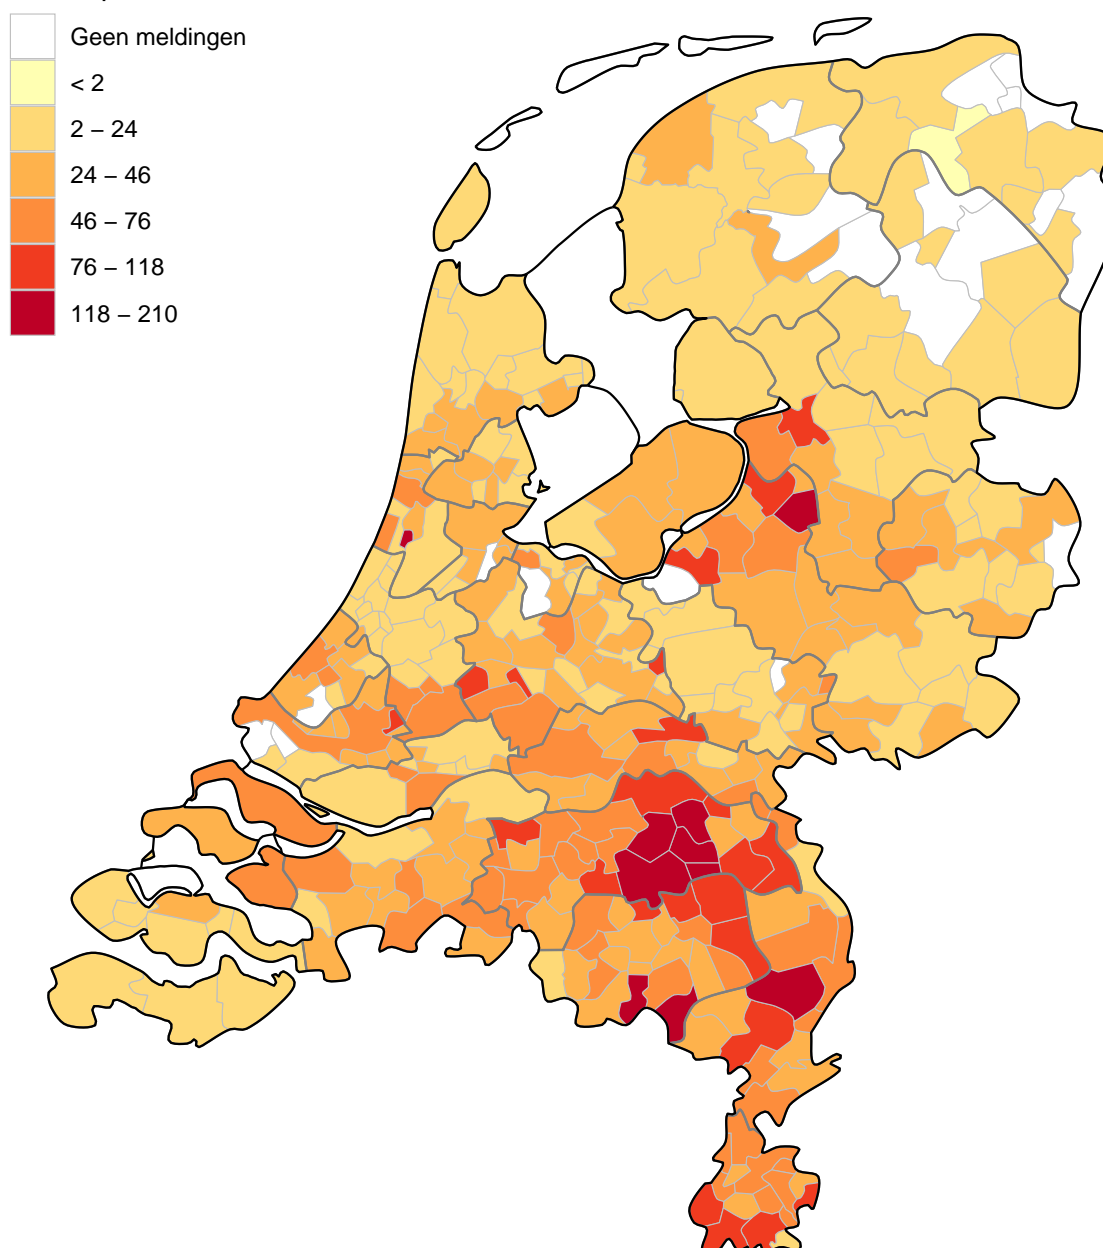 Geen meldingen
< 2
2 – 24
24 – 46
46 – 76
76 – 118
118 – 210